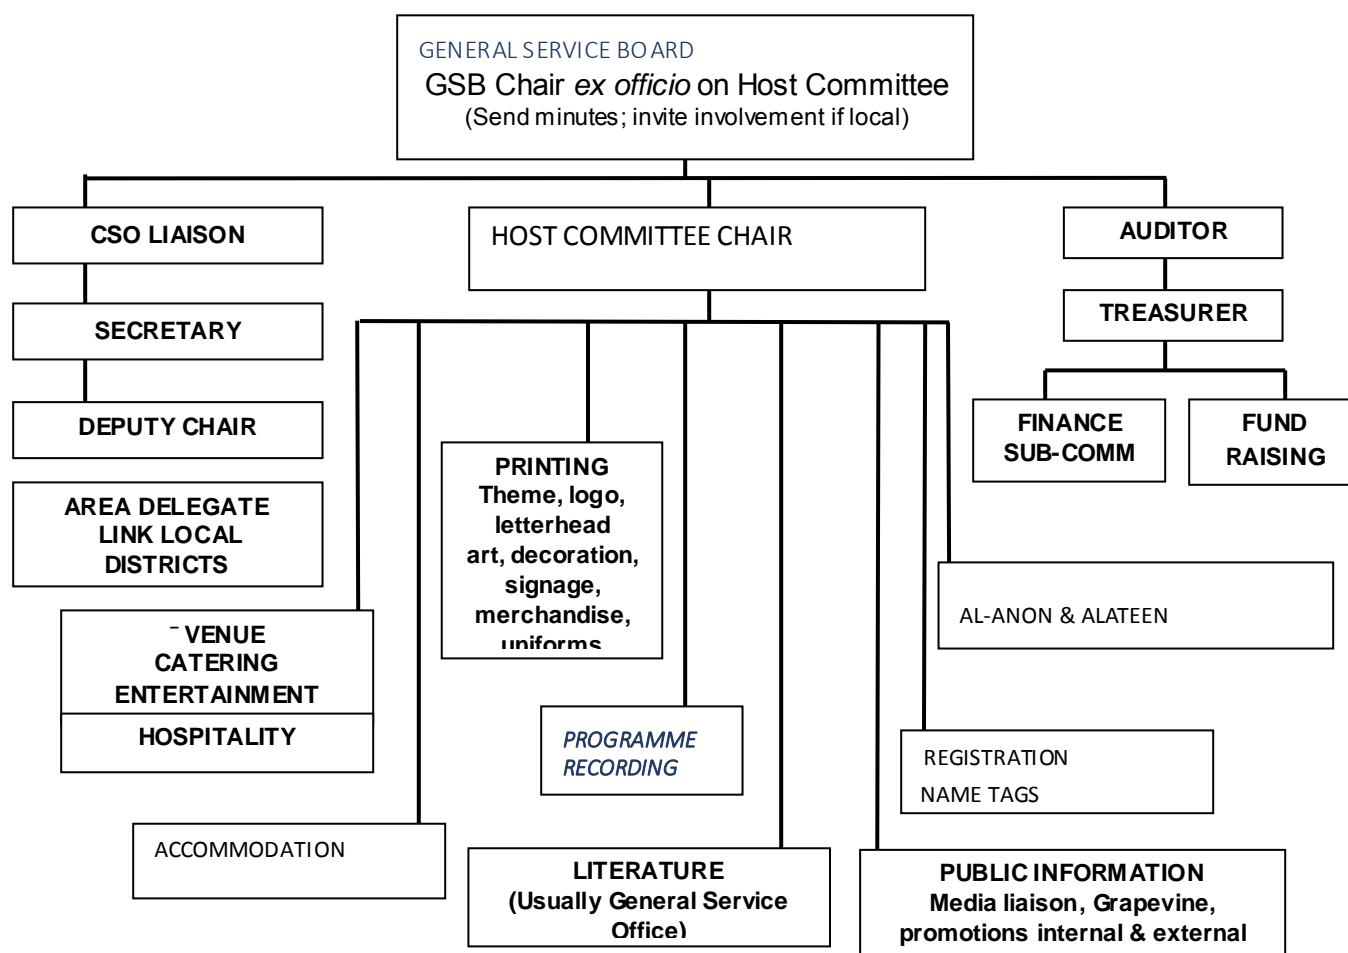 GENERAL SERVICE BOARD
GSB Chair ex officio on Host Committee
(Send minutes; invite involvement if local)
CSO LIAISON
HOST COMMITTEE CHAIR
AUDITOR
SECRETARY
TREASURER
DEPUTY CHAIR
FINANCE
SUB-COMM
FUND
RAISING
AREA DELEGATE
LINK LOCAL
DISTRICTS
PRINTING
Theme, logo,
letterhead
art, decoration,
signage,
merchandise,
uniforms
AL-ANON & ALATEEN
¯ VENUE
CATERING
ENTERTAINMENT
HOSPITALITY
PROGRAMME
RECORDING
REGISTRATION
NAME TAGS
ACCOMMODATION
LITERATURE
(Usually General Service
Office)
PUBLIC INFORMATION
Media liaison, Grapevine,
promotions internal & external